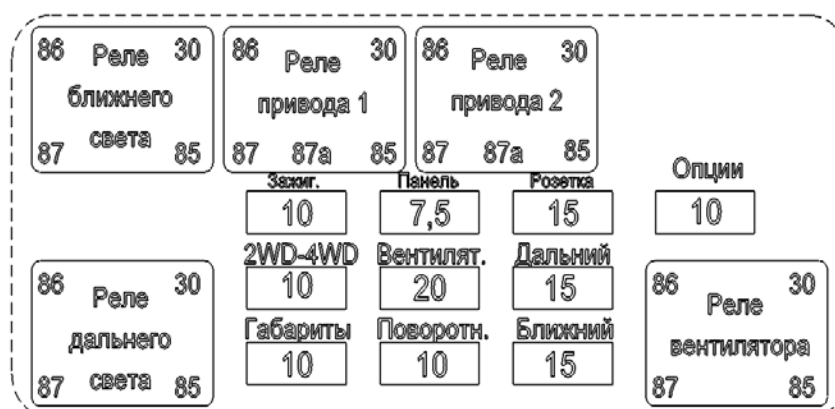 86 Реле 30
ближнего
света
87 85
86 Реле 30
привода 1
87 87а 85
86 Реле 30
привода 2
87 87а 85
Зажиг. Панель Розетка Опции
10 7,5 15 10
2WD-4WD Вентилят. Дальний
10 20 15
Габариты Поворотн. Ближний
10 10 15
86 Реле 30
дальнего
87 света 85
86 Реле 30
вентилятора
87 85